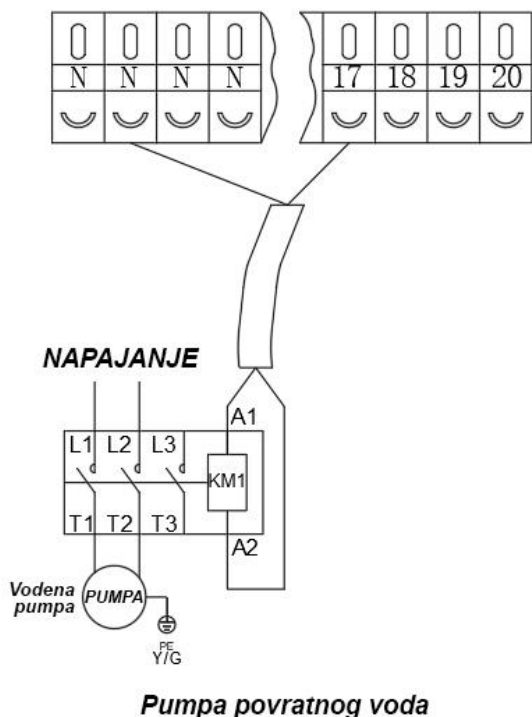 N N N N 17 18 19 20
NAPAJANJE
A1
L1 L2 L3
KM1
T1 T2 T3
A2
Vodena
pumpa
PUMPA
PE
Y/G
Pumpa povratnog voda